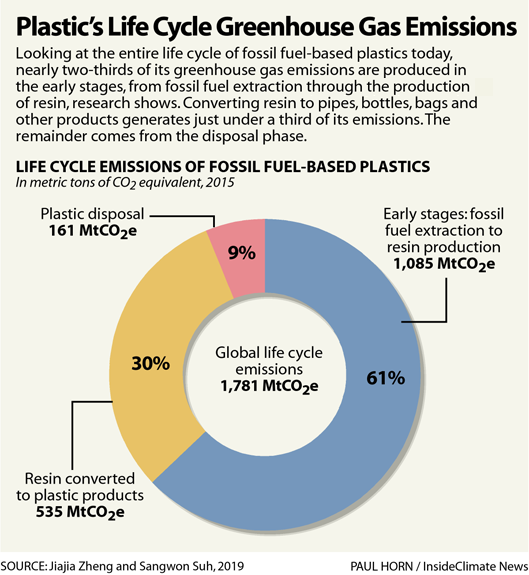 Plastic's Life Cycle Greenhouse Gas Emissions
Looking at the entire life cycle of fossil fuel-based plastics today,
nearly two-thirds of its greenhouse gas emissions are produced in
the early stages, from fossil fuel extraction through the production
of resin, research shows. Converting resin to pipes, bottles, bags and
other products generates just under a third of its emissions. The
remainder comes from the disposal phase.
LIFE CYCLE EMISSIONS OF FOSSIL FUEL-BASED PLASTICS
In metric tons of CO2 equivalent, 2015
Plastic disposal
161 MtCO2e
Early stages: fossil
fuel extraction to
resin production
1,085 MtCO2e
9%
30%
Global life cycle
emissions
1,781 MtCO2e
61%
Resin converted
to plastic products
535 MtCO2e
SOURCE: Jiajia Zheng and Sangwon Suh, 2019
PAUL HORN / InsideClimate News